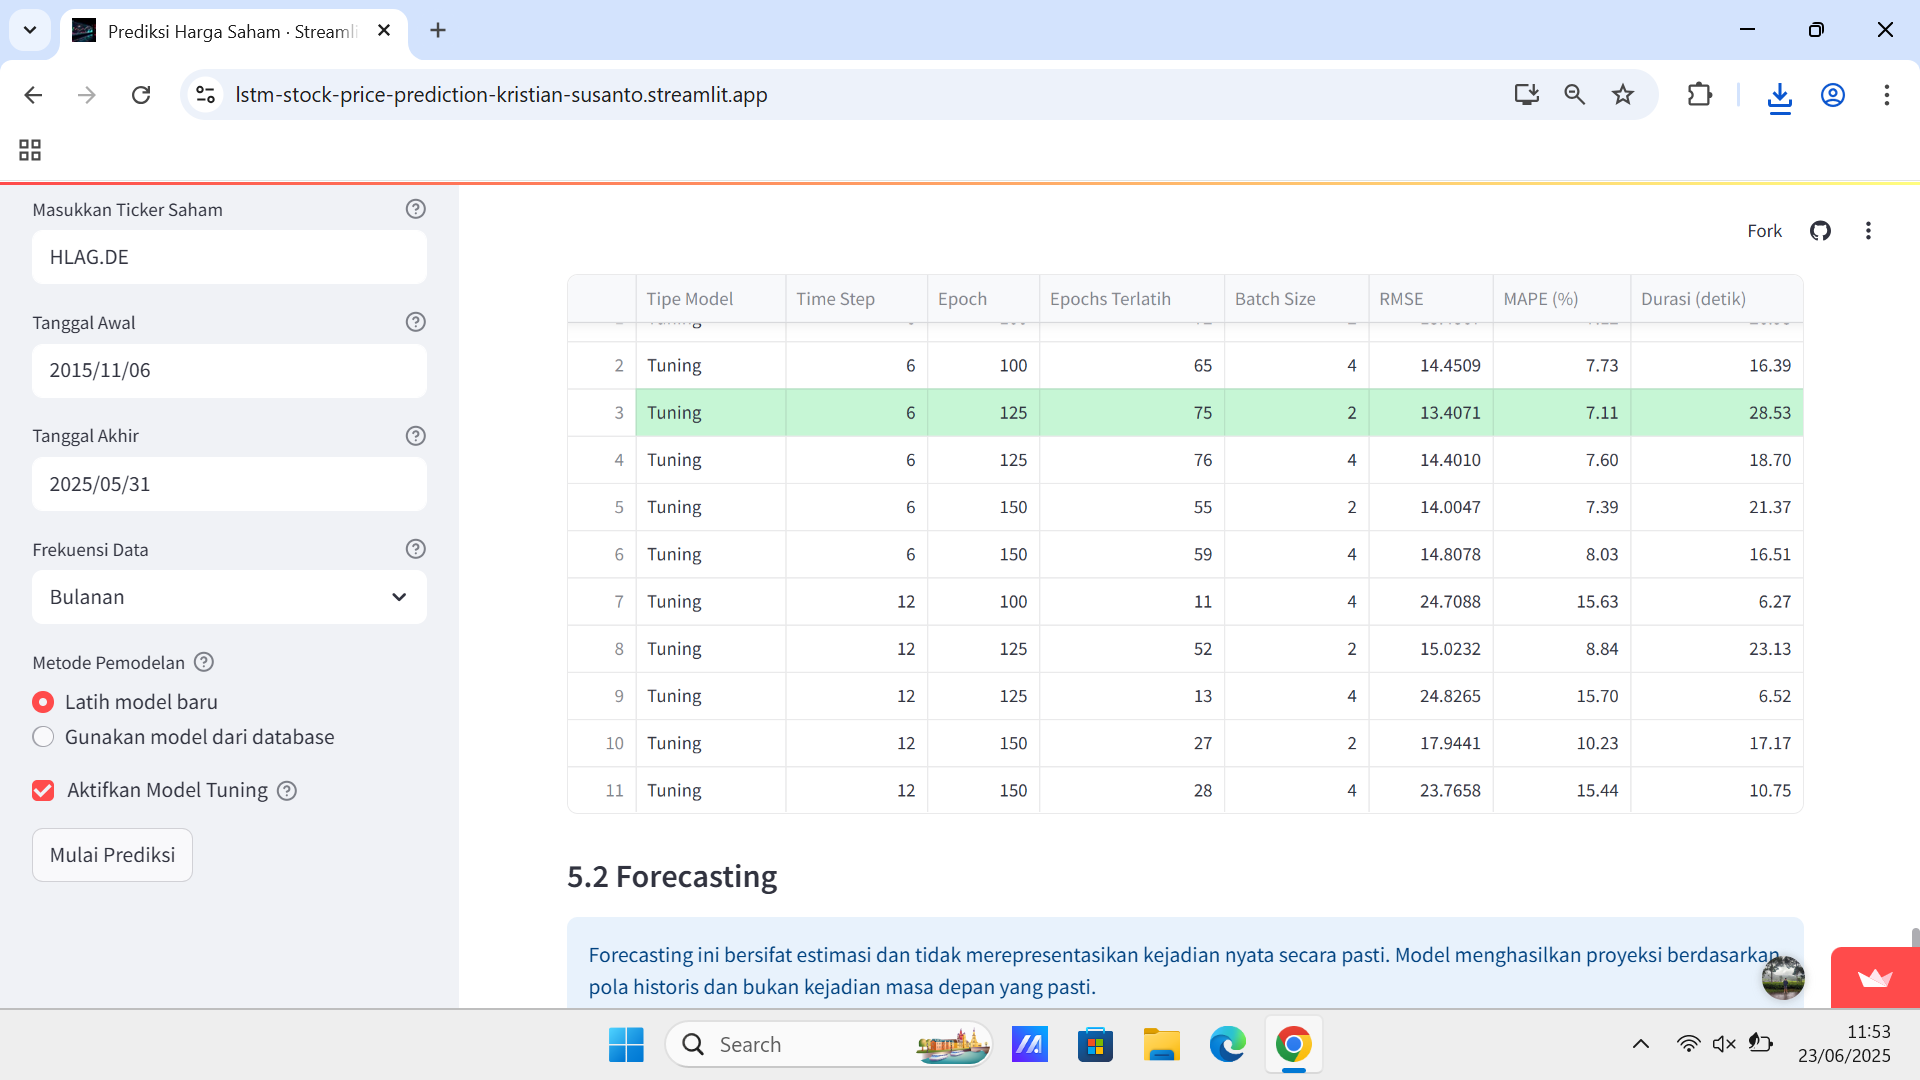 Prediksi Harga Saham · Streamli
lstm-stock-price-prediction-kristian-susanto.streamlit.app
Masukkan Ticker Saham
HLAG.DE
Tanggal Awal
2015/11/06
Tanggal Akhir
2025/05/31
Frekuensi Data
Bulanan
Metode Pemodelan
Latih model baru
Gunakan model dari database
Aktifkan Model Tuning
Mulai Prediksi
Fork
Tipe Model Time Step Epoch Epochs Terlatih Batch Size RMSE MAPE (%) Durasi (detik)
2 Tuning 6 100 65 4 14.4509 7.73 16.39
3 Tuning 6 125 75 2 13.4071 7.11 28.53
4 Tuning 6 125 76 4 14.4010 7.60 18.70
5 Tuning 6 150 55 2 14.0047 7.39 21.37
6 Tuning 6 150 59 4 14.8078 8.03 16.51
7 Tuning 12 100 11 4 24.7088 15.63 6.27
8 Tuning 12 125 52 2 15.0232 8.84 23.13
9 Tuning 12 125 13 4 24.8265 15.70 6.52
10 Tuning 12 150 27 2 17.9441 10.23 17.17
11 Tuning 12 150 28 4 23.7658 15.44 10.75
5.2 Forecasting
Forecasting ini bersifat estimasi dan tidak merepresentasikan kejadian nyata secara pasti. Model menghasilkan proyeksi berdasarkan
pola historis dan bukan kejadian masa depan yang pasti.
Search
11:53
23/06/2025